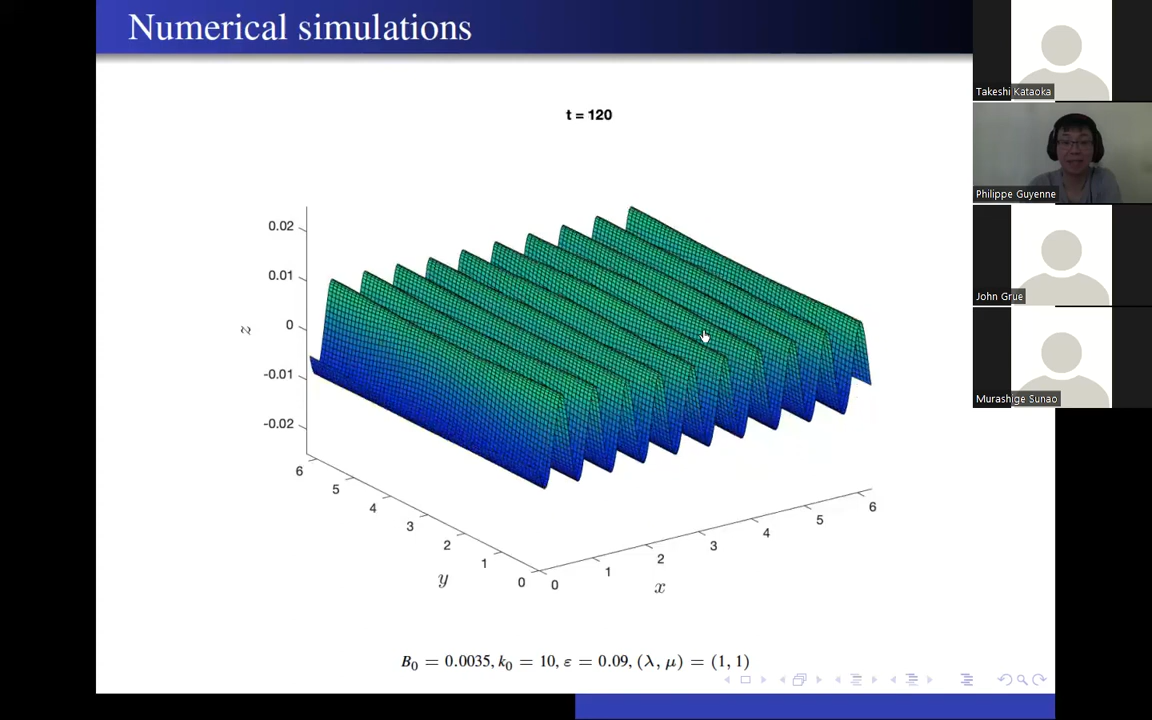 Numerical simulations
t = 120
0.02
0.01
0
-0.01
-0.02
z
6
5
4
3
2
1
0
y
0
1
2
3
4
5
6
x
B₀ = 0.0035, k₀ = 10, ε = 0.09, (λ, μ) = (1, 1)
Takeshi Kataoka
Philippe Guyenne
John Grue
Murashige Sunao